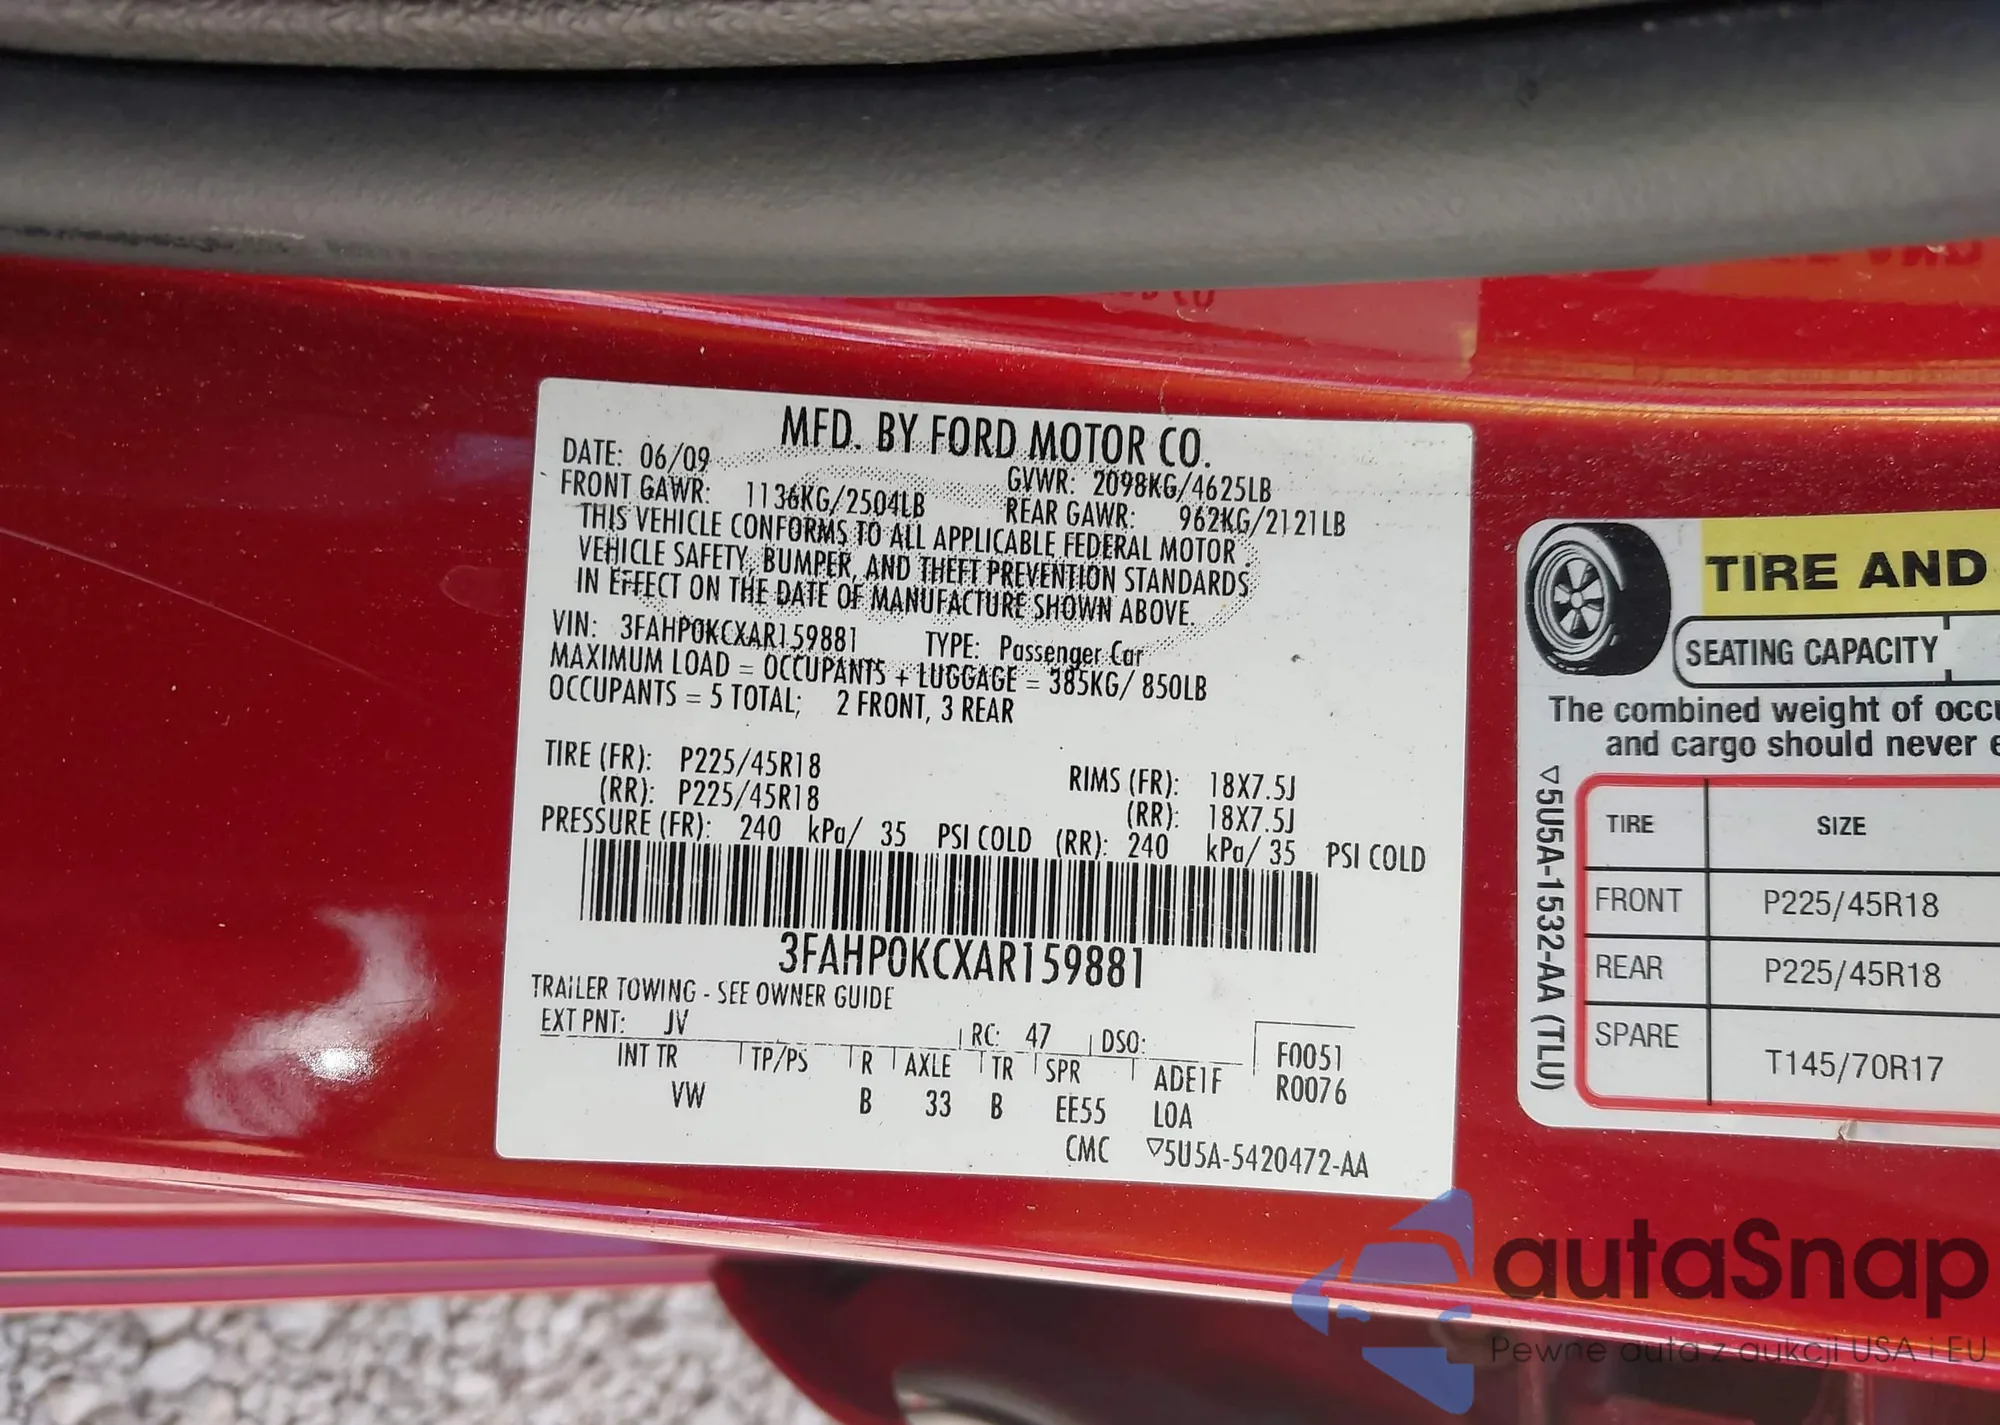 MFD. BY FORD MOTOR CO.
DATE: 06/09
GVWR: 2098KG/4625LB
FRONT GAWR: 1136KG/2504LB
REAR GAWR: 962KG/2121LB
THIS VEHICLE CONFORMS TO ALL APPLICABLE FEDERAL MOTOR
VEHICLE SAFETY, BUMPER, AND THEFT PREVENTION STANDARDS
IN EFFECT ON THE DATE OF MANUFACTURE SHOWN ABOVE.
VIN: 3FAHP0KCXAR159881 TYPE: Passenger Car
MAXIMUM LOAD = OCCUPANTS + LUGGAGE = 385KG/ 850LB
OCCUPANTS = 5 TOTAL; 2 FRONT, 3 REAR
TIRE (FR): P225/45R18 RIMS (FR): 18X7.5J
(RR): P225/45R18 (RR): 18X7.5J
PRESSURE (FR): 240 kPa/ 35 PSI COLD (RR): 240 kPa/ 35 PSI COLD
3FAHP0KCXAR159881
TRAILER TOWING - SEE OWNER GUIDE
EXT PNT: JV RC: 47 DSO: F0051
INT TR TP/PS R AXLE TR SPR ADE1F R0076
VW B 33 B EE55 LOA
CMC ▽5U5A-5420472-AA
TIRE AND
SEATING CAPACITY
The combined weight of
and cargo should never
▽5U5A-1532-AA (TLU)
TIRE SIZE
FRONT P225/45R18
REAR P225/45R18
SPARE T145/70R17
autaSnap
Pewne auta z aukcji USA i EU